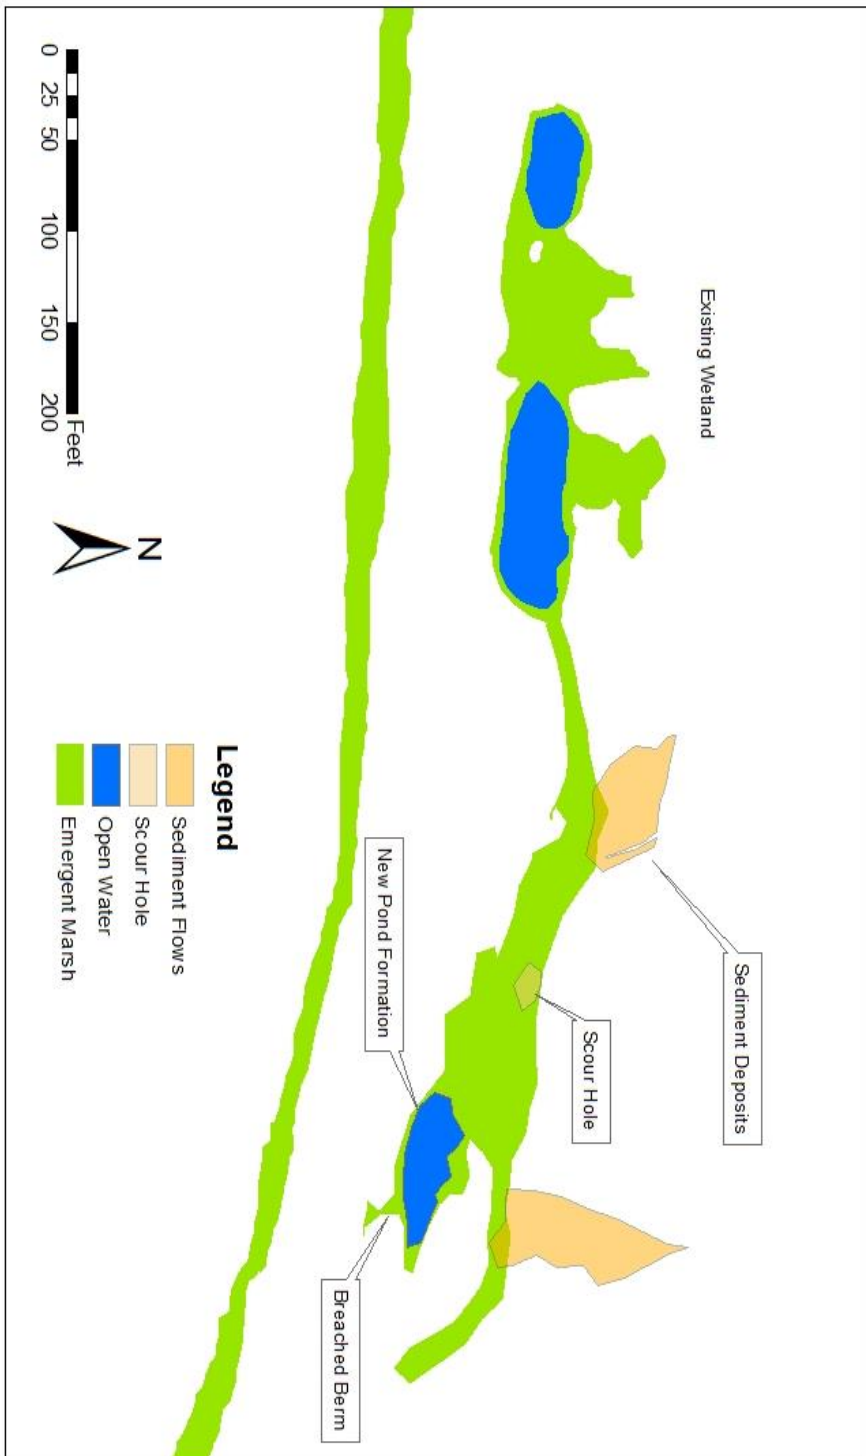 Existing Wetland
Sediment Deposits
Scour Hole
New Pond
Formation
Breached Berm
N
0 25 50 100 150 200
Feet
Legend
Sediment Flows
Scour Hole
Open Water
Emergent Marsh